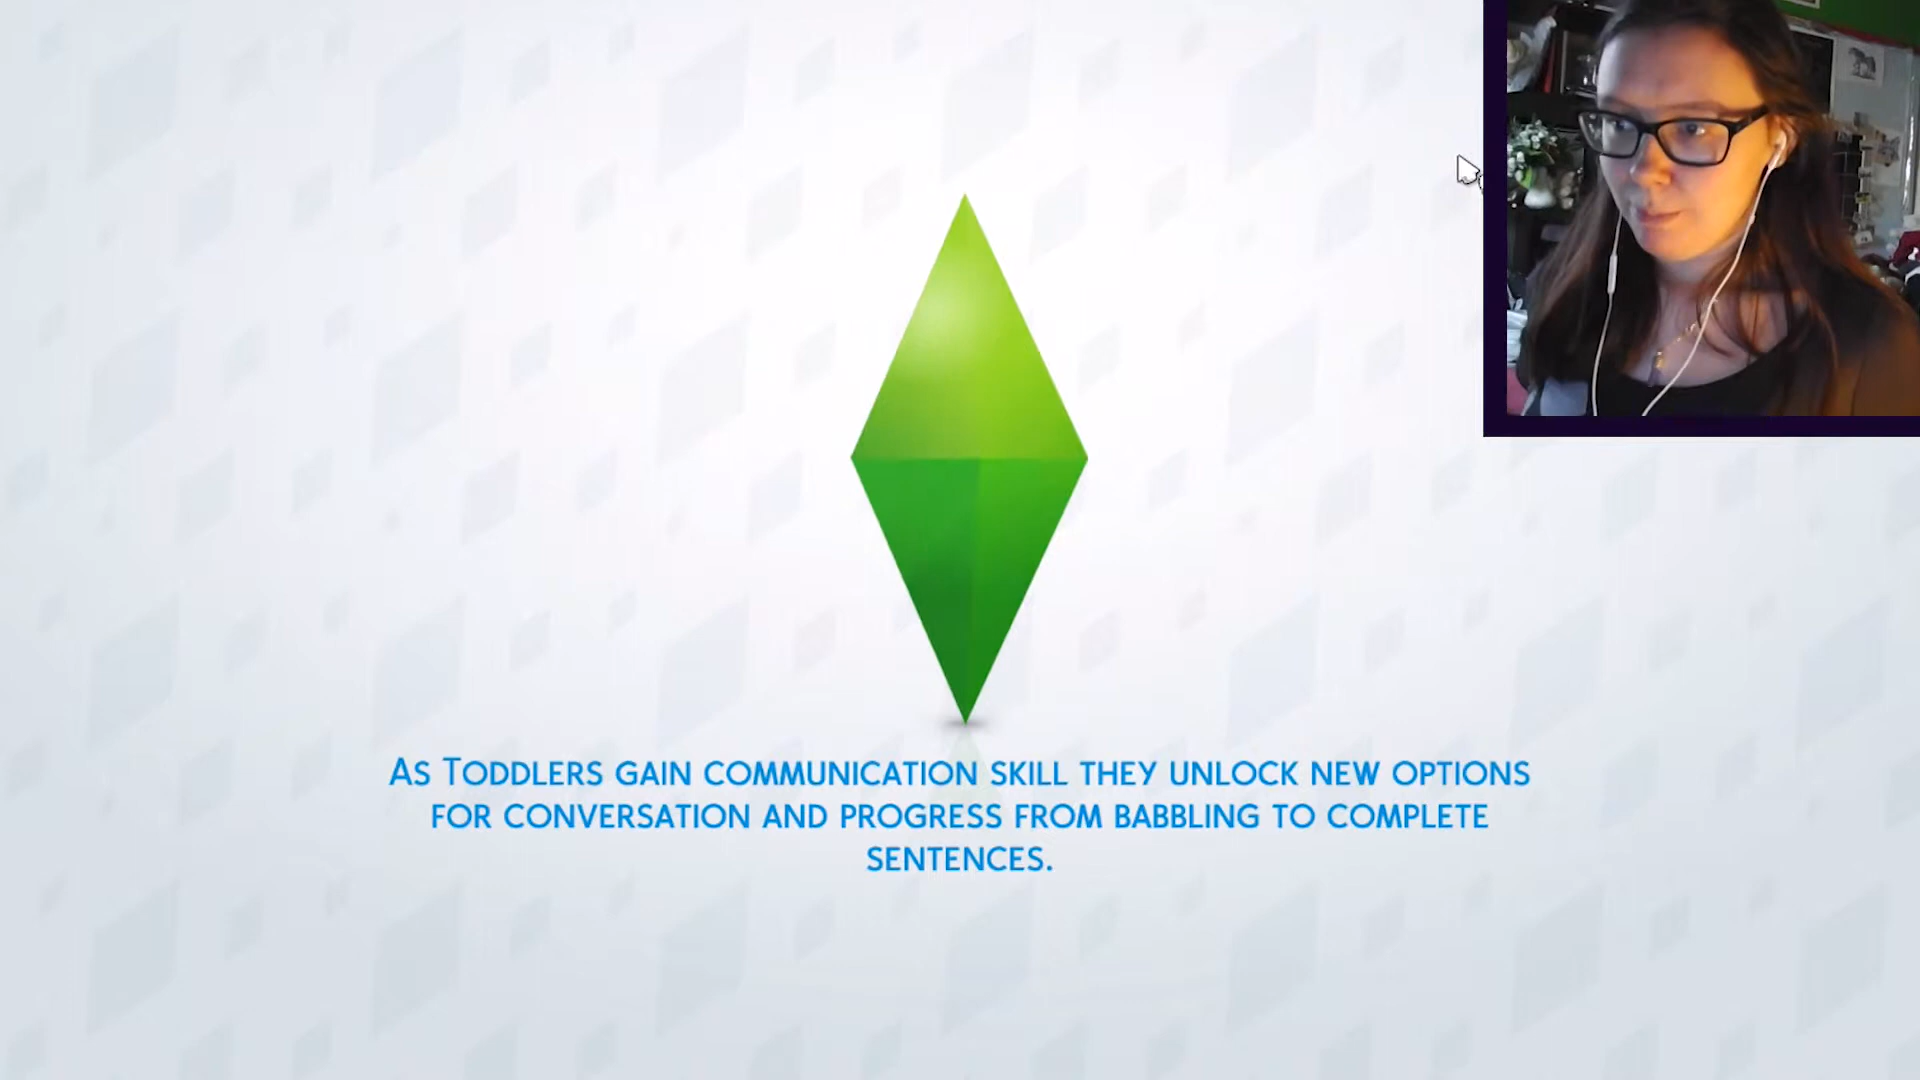 As Toddlers gain communication skill they unlock new options
for conversation and progress from babbling to complete
sentences.